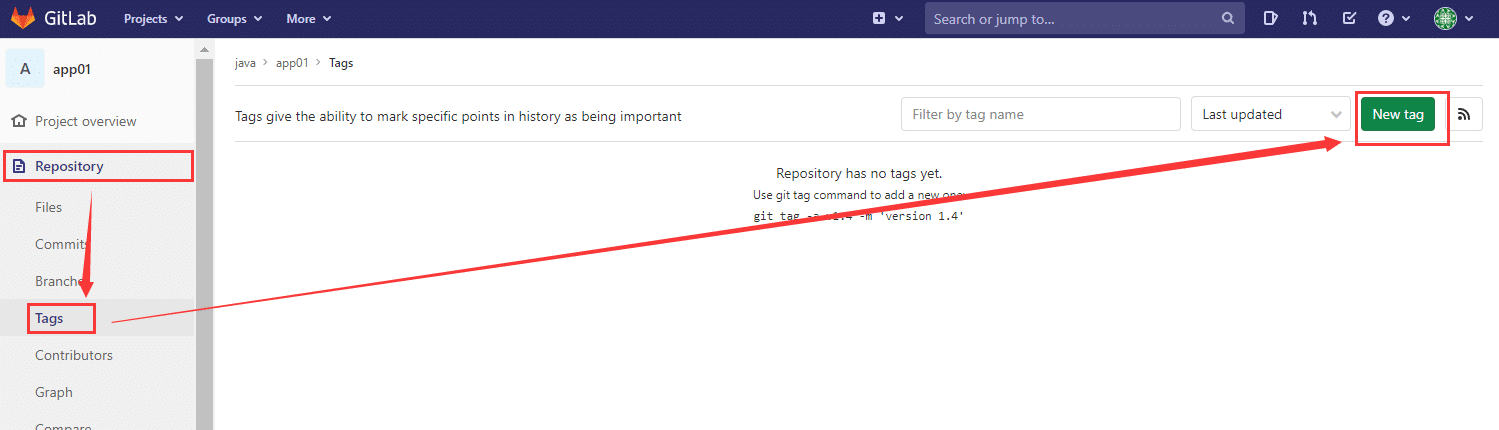 GitLab Projects Groups More Search or jump to...
A app01
java > app01 > Tags
Tags give the ability to mark specific points in history as being important
Filter by tag name
Last updated
New tag
Project overview
Repository
Files
Commits
Branches
Tags
Contributors
Graph
Compare
Repository has no tags yet.
Use git tag command to add a new one:
git tag -a v1.4 -m 'version 1.4'